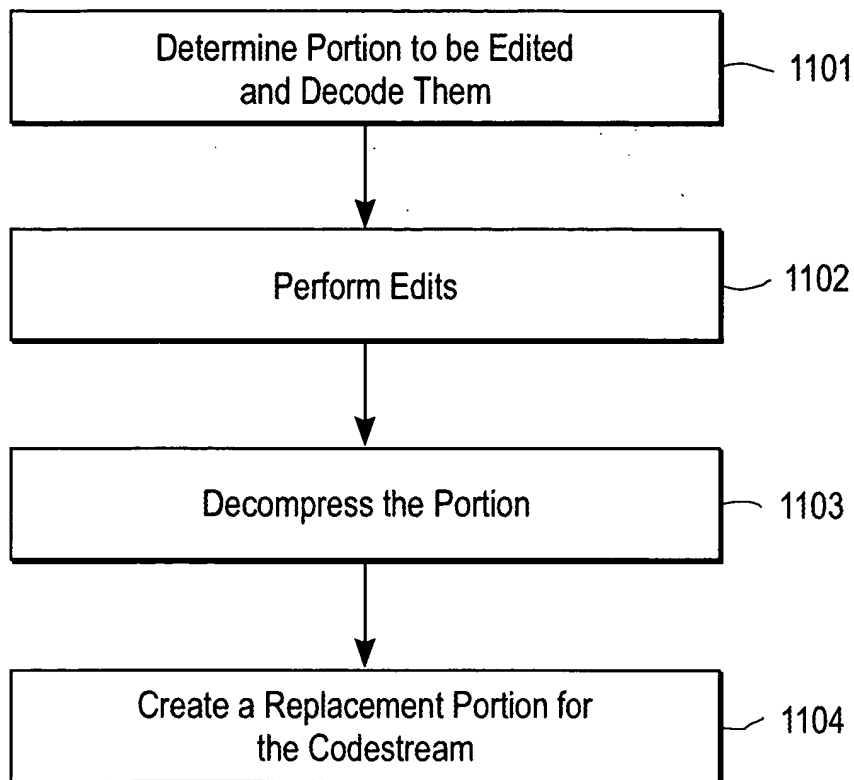 Determine Portion to be Edited
and Decode Them
1101
Perform Edits
1102
Decompress the Portion
1103
Create a Replacement Portion for
the Codestream
1104